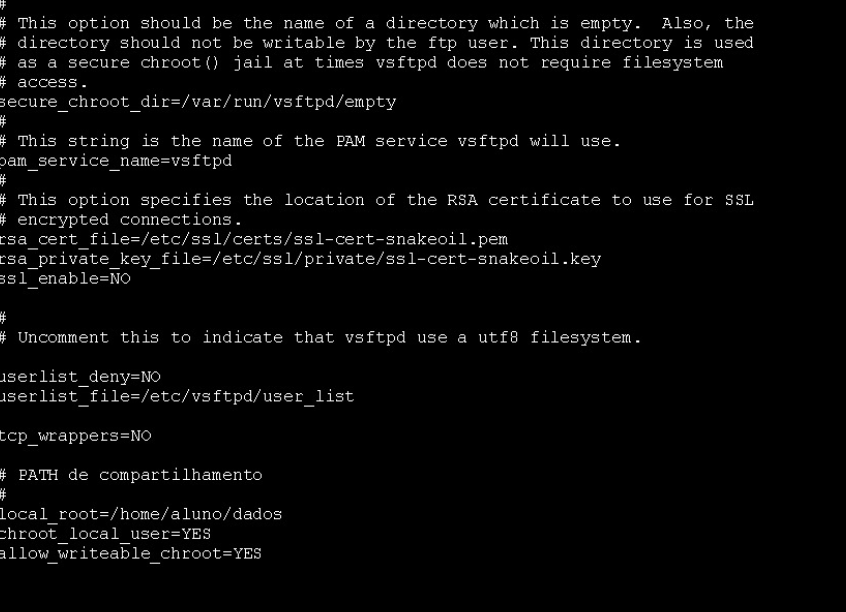 #
# This option should be the name of a directory which is empty.  Also, the
# directory should not be writable by the ftp user. This directory is used
# as a secure chroot() jail at times vsftpd does not require filesystem
# access.
secure_chroot_dir=/var/run/vsftpd/empty
#
# This string is the name of the PAM service vsftpd will use.
pam_service_name=vsftpd
#
# This option specifies the location of the RSA certificate to use for SSL
# encrypted connections.
rsa_cert_file=/etc/ssl/certs/ssl-cert-snakeoil.pem
rsa_private_key_file=/etc/ssl/private/ssl-cert-snakeoil.key
ssl_enable=NO
#
# Uncomment this to indicate that vsftpd use a utf8 filesystem.
userlist_deny=NO
userlist_file=/etc/vsftpd/user_list
tcp_wrappers=NO
# PATH de compartilhamento
#
local_root=/home/aluno/dados
chroot_local_user=YES
allow_writeable_chroot=YES